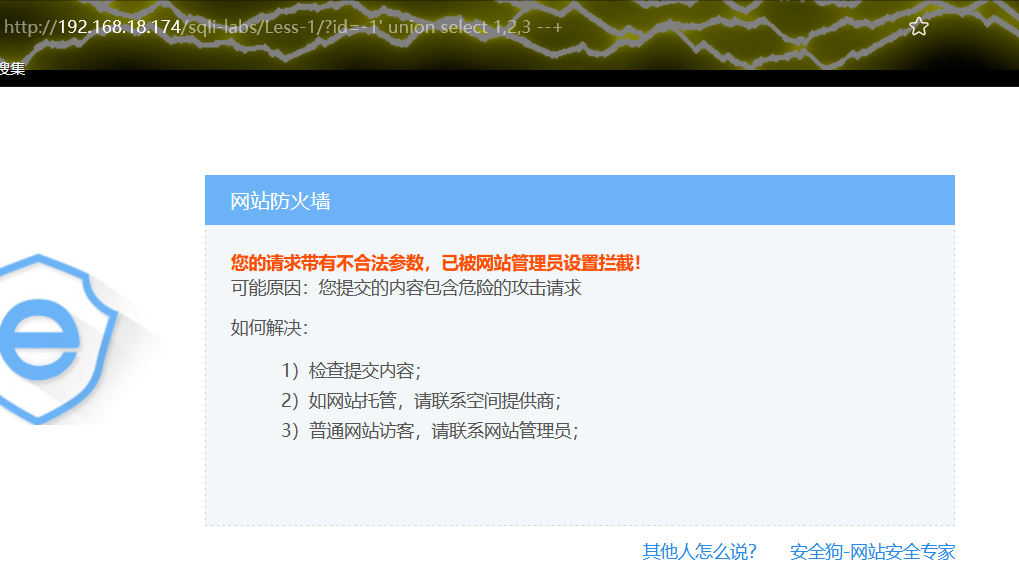 http://192.168.18.174/sqli-labs/Less-1/?id=-1' union select 1,2,3 --+
搜集
网站防火墙
您的请求带有不合法参数，已被网站管理员设置拦截！
可能原因：您提交的内容包含危险的攻击请求
如何解决：
1）检查提交内容；
2）如网站托管，请联系空间提供商；
3）普通网站访客，请联系网站管理员；
其他人怎么说？ 安全狗-网站安全专家